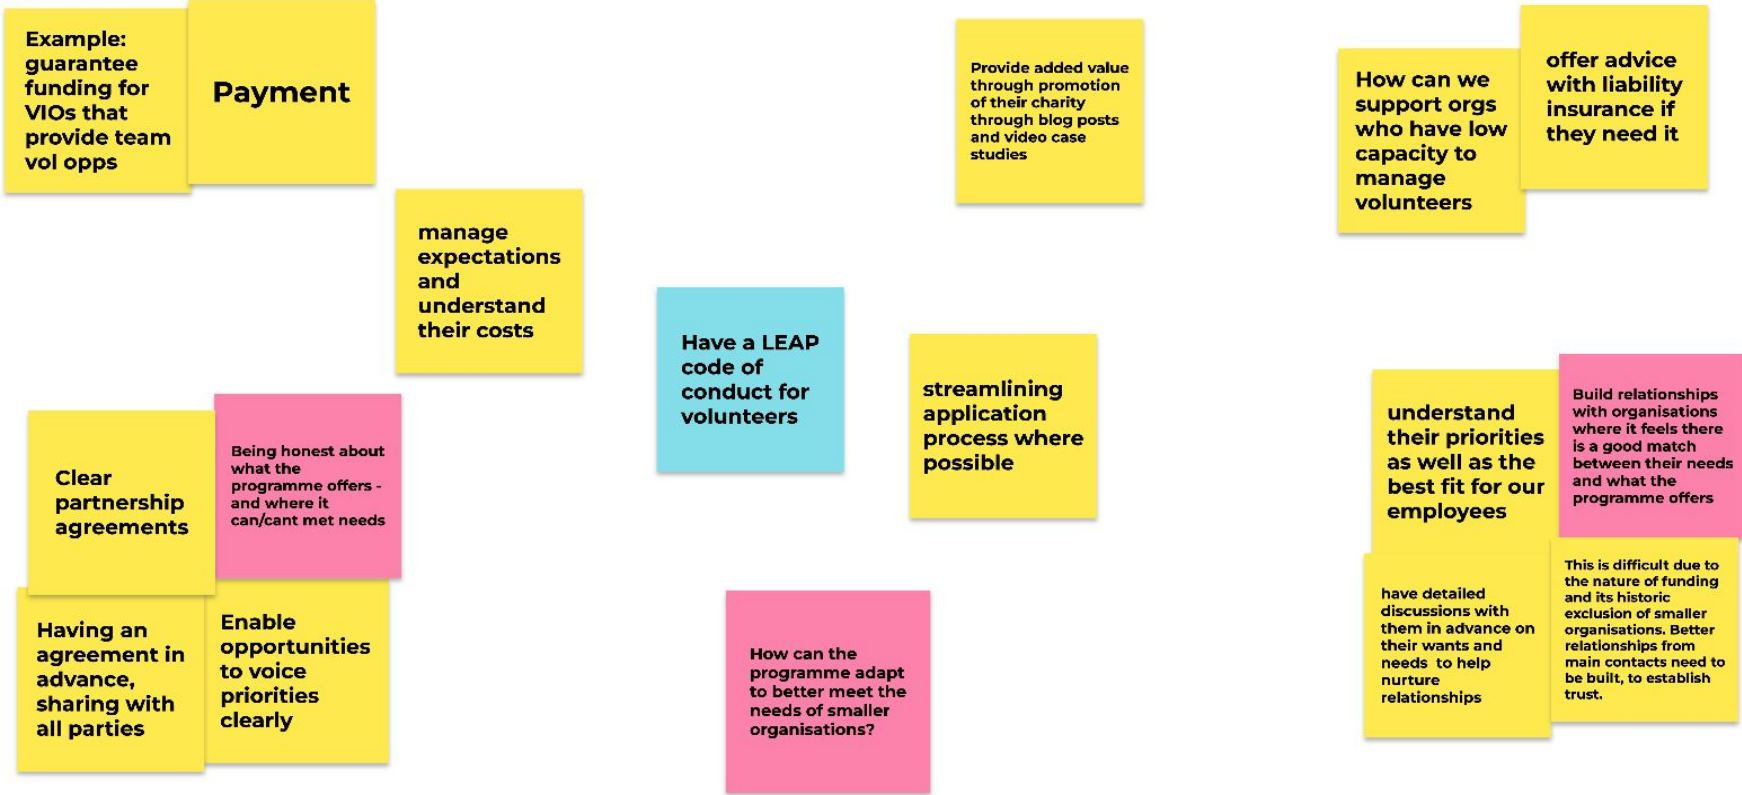 Example:
guarantee
funding for
VIOs that
provide team
vol opps
Payment
manage
expectations
and
understand
their costs
Provide added value
through promotion
of their charity
through blog posts
and video case
studies
How can we
support orgs
who have low
capacity to
manage
volunteers
offer advice
with liability
insurance if
they need it
Have a LEAP
code of
conduct for
volunteers
streamlining
application
process where
possible
Clear
partnership
agreements
Being honest about
what the
programme offers -
and where it
can/cant met needs
Having an
agreement in
advance,
sharing with
all parties
Enable
opportunities
to voice
priorities
clearly
How can the
programme adapt
to better meet the
needs of smaller
organisations?
understand
their priorities
as well as the
best fit for our
employees
Build relationships
with organisations
where it feels there
is a good match
between their needs
and what the
programme offers
have detailed
discussions with
them in advance on
their wants and
needs to help
nurture
relationships
This is difficult due to
the nature of funding
and its historic
exclusion of smaller
organisations. Better
relationships from
main contacts need to
be built, to establish
trust.